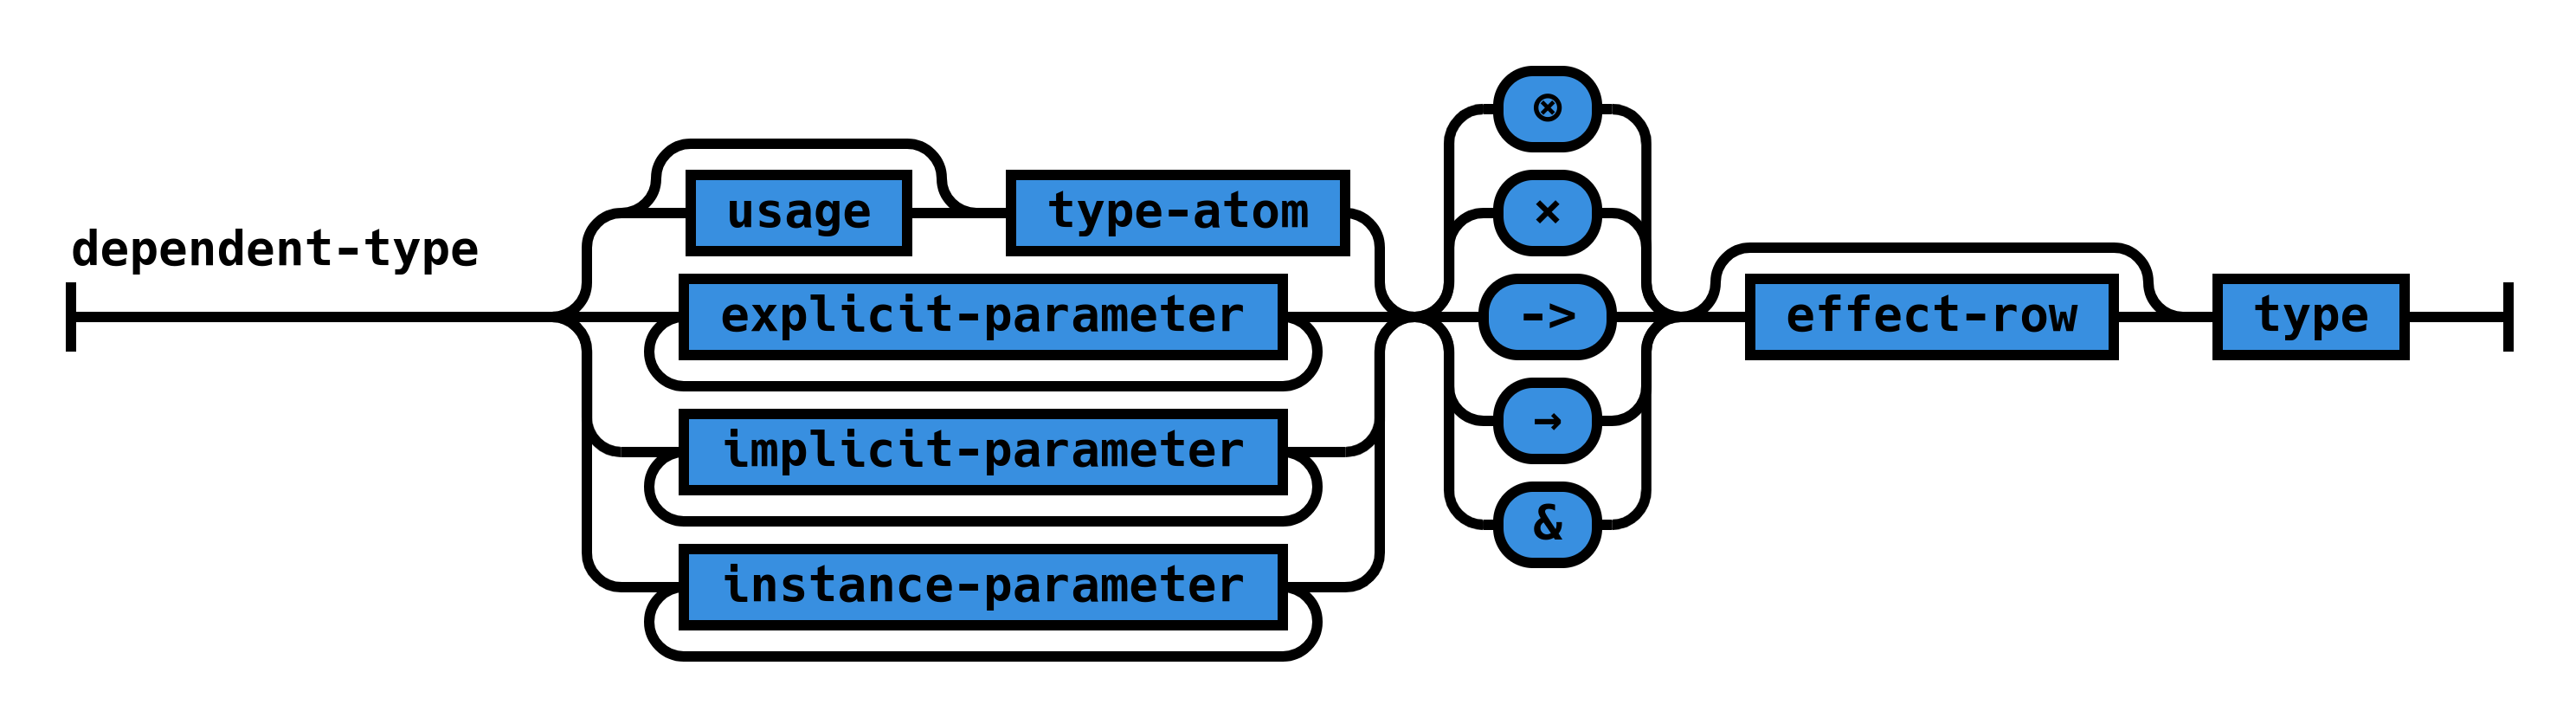 dependent-type
usage type-atom
explicit-parameter
implicit-parameter
instance-parameter
⊗
×
->
→
&
effect-row
type